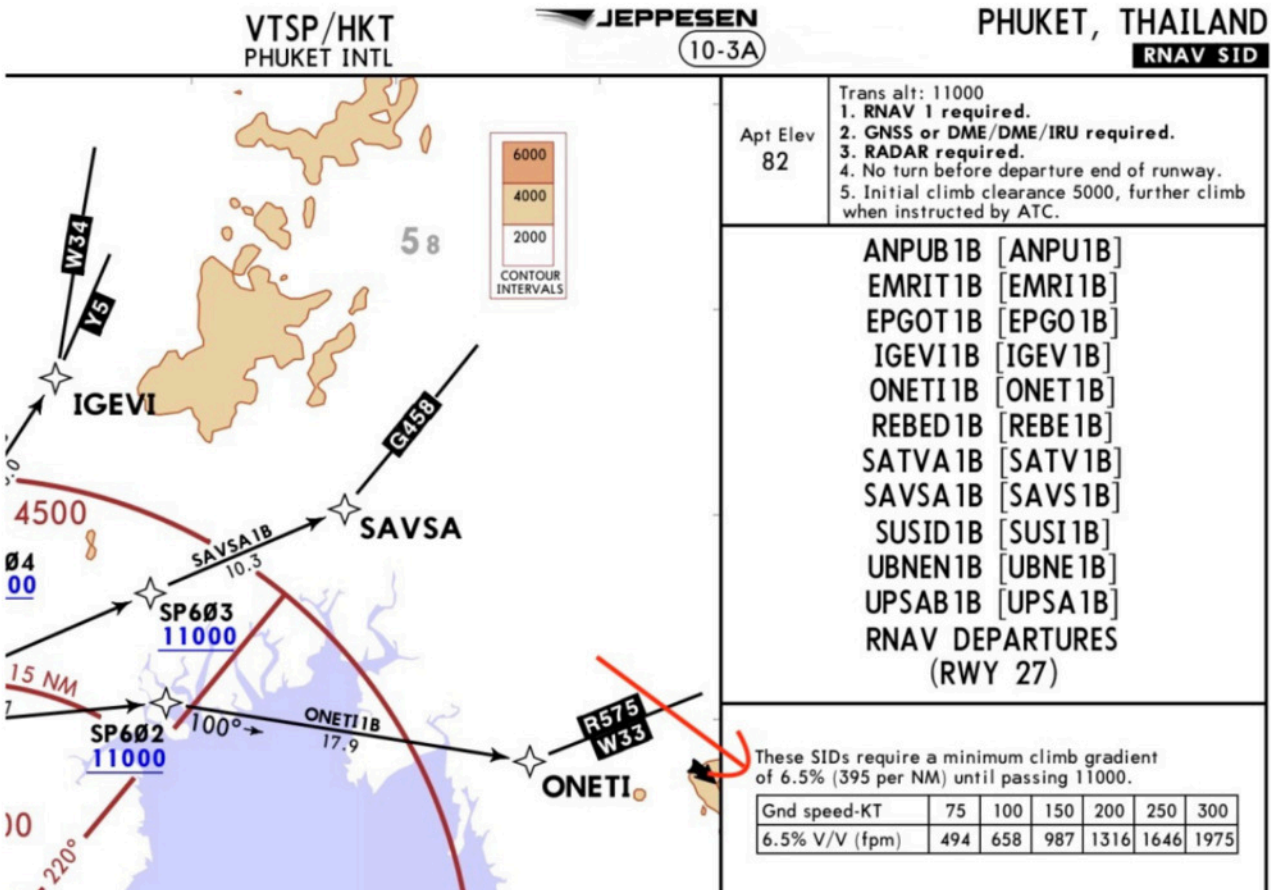 VTSP/HKT
PHUKET INTL
JEPPESEN
10-3A
PHUKET, THAILAND
RNAV SID
Apt Elev
82
Trans alt: 11000
1. RNAV 1 required.
2. GNSS or DME/DME/IRU required.
3. RADAR required.
4. No turn before departure end of runway.
5. Initial climb clearance 5000, further climb
when instructed by ATC.
6000
4000
2000
CONTOUR
INTERVALS
58
W34
Y5
IGEVI
G458
SAVSA
4500
SAVSA1B
10.3
SP6Ø3
11000
15 NM
SP6Ø2
11000
100°
ONETI1B
17.9
R575
W33
ONETI
220°
ANPUB1B [ANPU1B]
EMRIT1B [EMRI1B]
EPGOT1B [EPGO1B]
IGEVI1B [IGEV1B]
ONETI1B [ONET1B]
REBED1B [REBE1B]
SATVA1B [SATV1B]
SAVSA1B [SAVS1B]
SUSID1B [SUSI1B]
UBNEN1B [UBNE1B]
UPSAB1B [UPSA1B]
RNAV DEPARTURES
(RWY 27)
These SIDs require a minimum climb gradient
of 6.5% (395 per NM) until passing 11000.
Gnd speed-KT 75 100 150 200 250 300
6.5% V/V (fpm) 494 658 987 1316 1646 1975